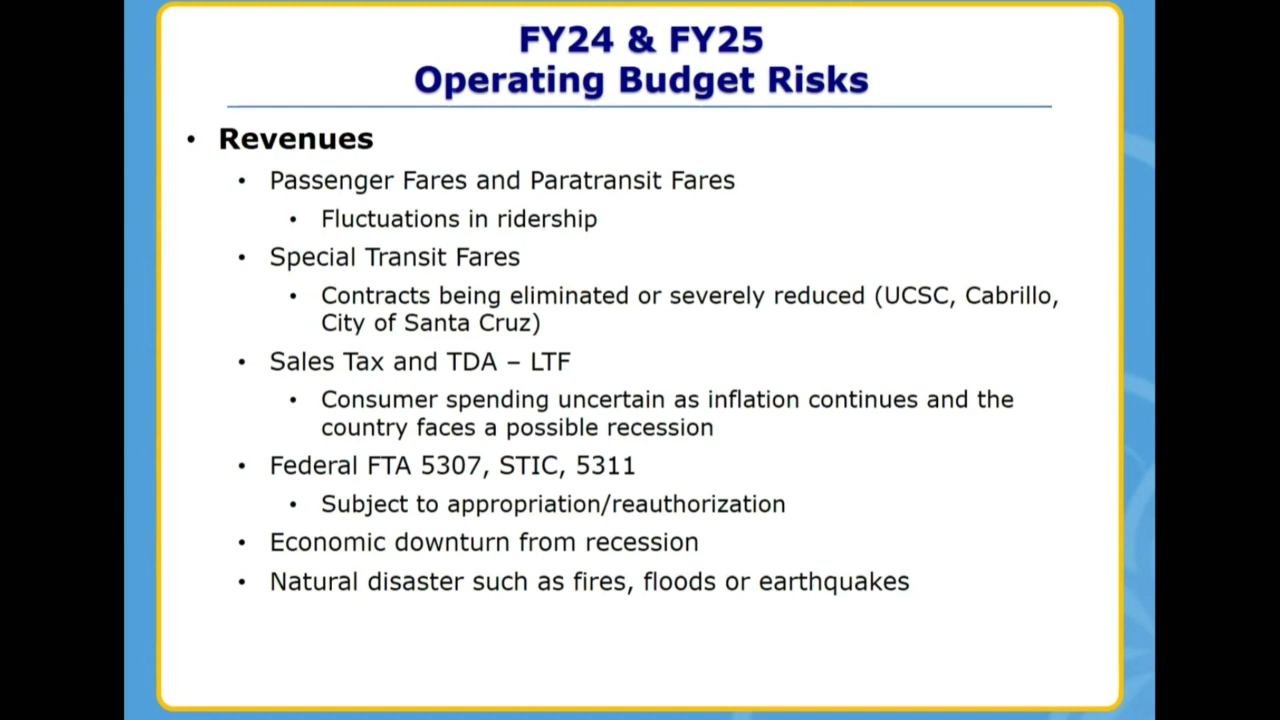 FY24 & FY25
Operating Budget Risks
• Revenues
• Passenger Fares and Paratransit Fares
• Fluctuations in ridership
• Special Transit Fares
• Contracts being eliminated or severely reduced (UCSC, Cabrillo,
City of Santa Cruz)
• Sales Tax and TDA – LTF
• Consumer spending uncertain as inflation continues and the
country faces a possible recession
• Federal FTA 5307, STIC, 5311
• Subject to appropriation/reauthorization
• Economic downturn from recession
• Natural disaster such as fires, floods or earthquakes